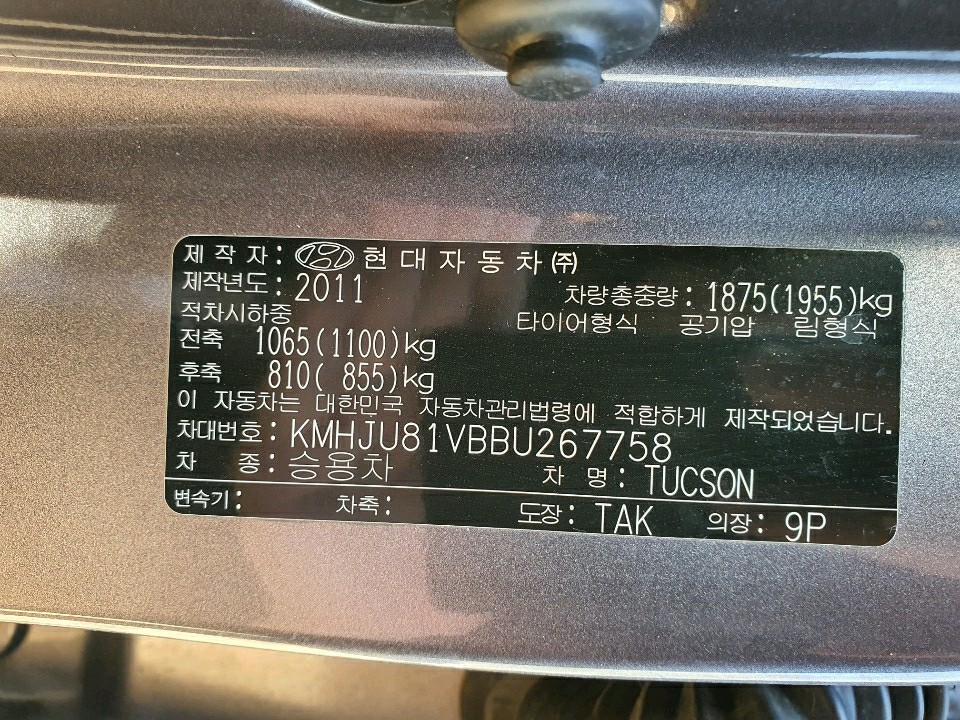 제 작 자 : 현대자동차(주)
제작년도 : 2011 차량총중량 : 1875(1955)kg
적차시하중 타이어형식 공기압 림형식
전축 1065(1100)kg
후축 810( 855)kg
이 자동차는 대한민국 자동차관리법령에 적합하게 제작되었습니다.
차대번호 : KMHJU81VBBU267758
차 종 : 승용차 차 명 : TUCSON
변속기 : 차축 : 도장 : TAK 의장 : 9P